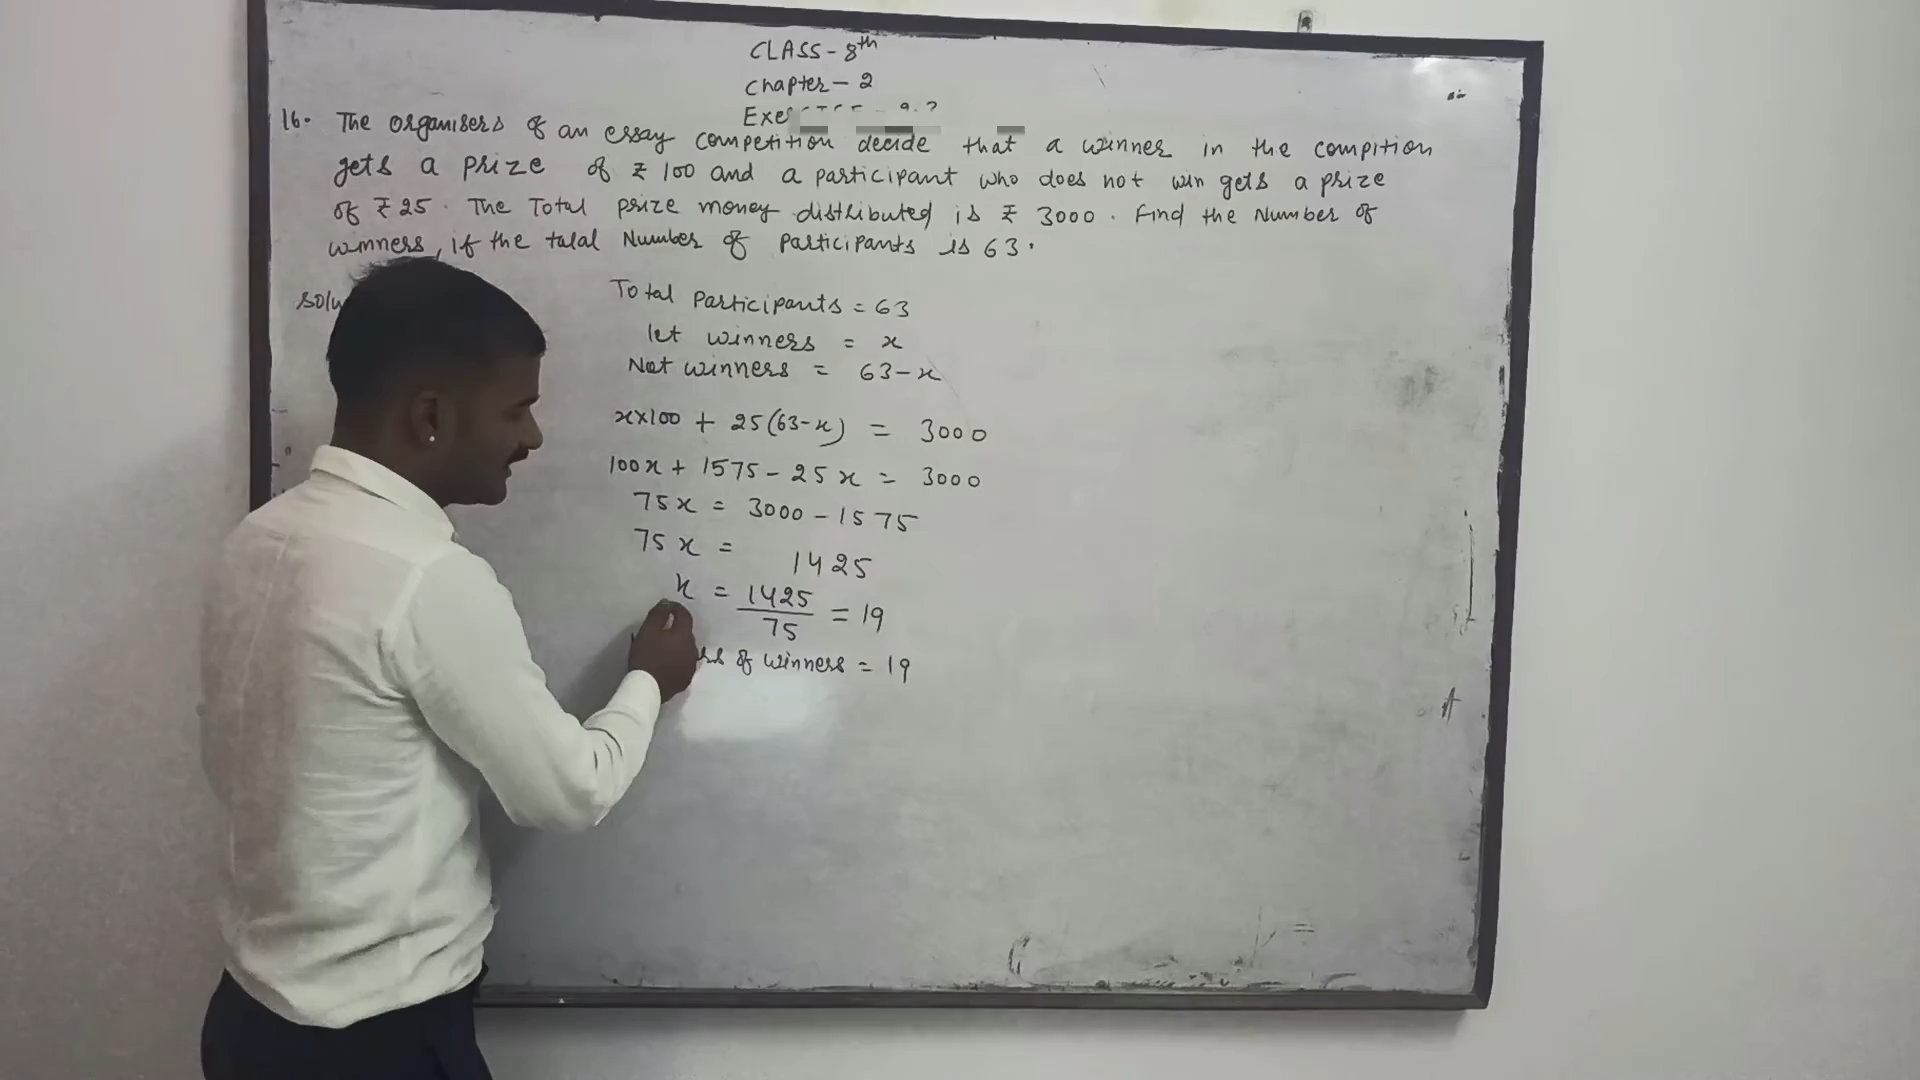 CLASS - 8th
Chapter - 2
16. The organisers of an essay competition decide that a winner in the compition
gets a prize of ₹ 100 and a participant who does not win gets a prize
of ₹ 25. The Total prize money distributed is ₹ 3000. Find the Number of
winners, if the talal Number of participants is 63.
Total participants = 63
let winners = x
Not winners = 63-x
x×100 + 25(63-x) = 3000
100x + 1575 - 25x = 3000
75x = 3000 - 1575
75x = 1425
x = 1425/75 = 19
of winners = 19